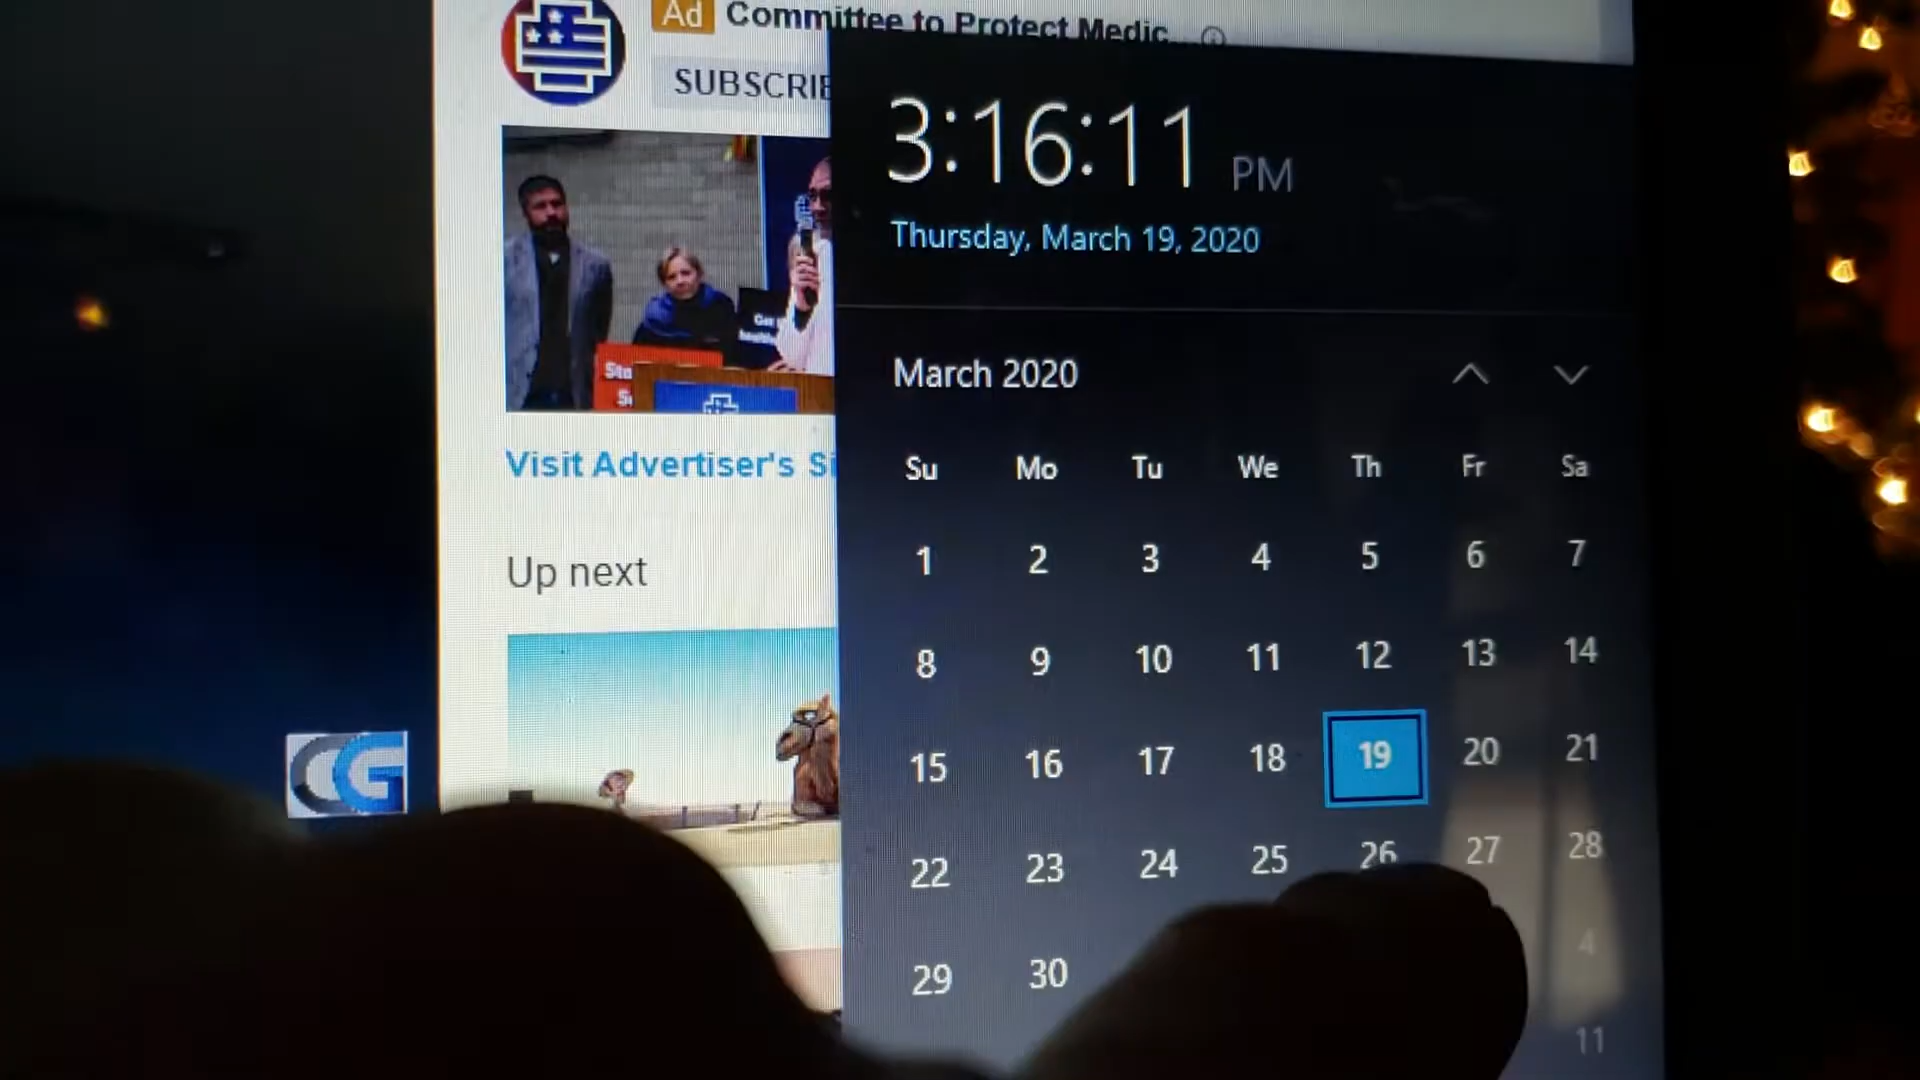 Ad Committee to Protect Medic...
SUBSCRIB
3:16:11 PM
Thursday, March 19, 2020
Visit Advertiser's Si
Up next
CG
March 2020
Su Mo Tu We Th Fr Sa
1 2 3 4 5 6 7
8 9 10 11 12 13 14
15 16 17 18 19 20 21
22 23 24 25 26 27 28
29 30 4
11